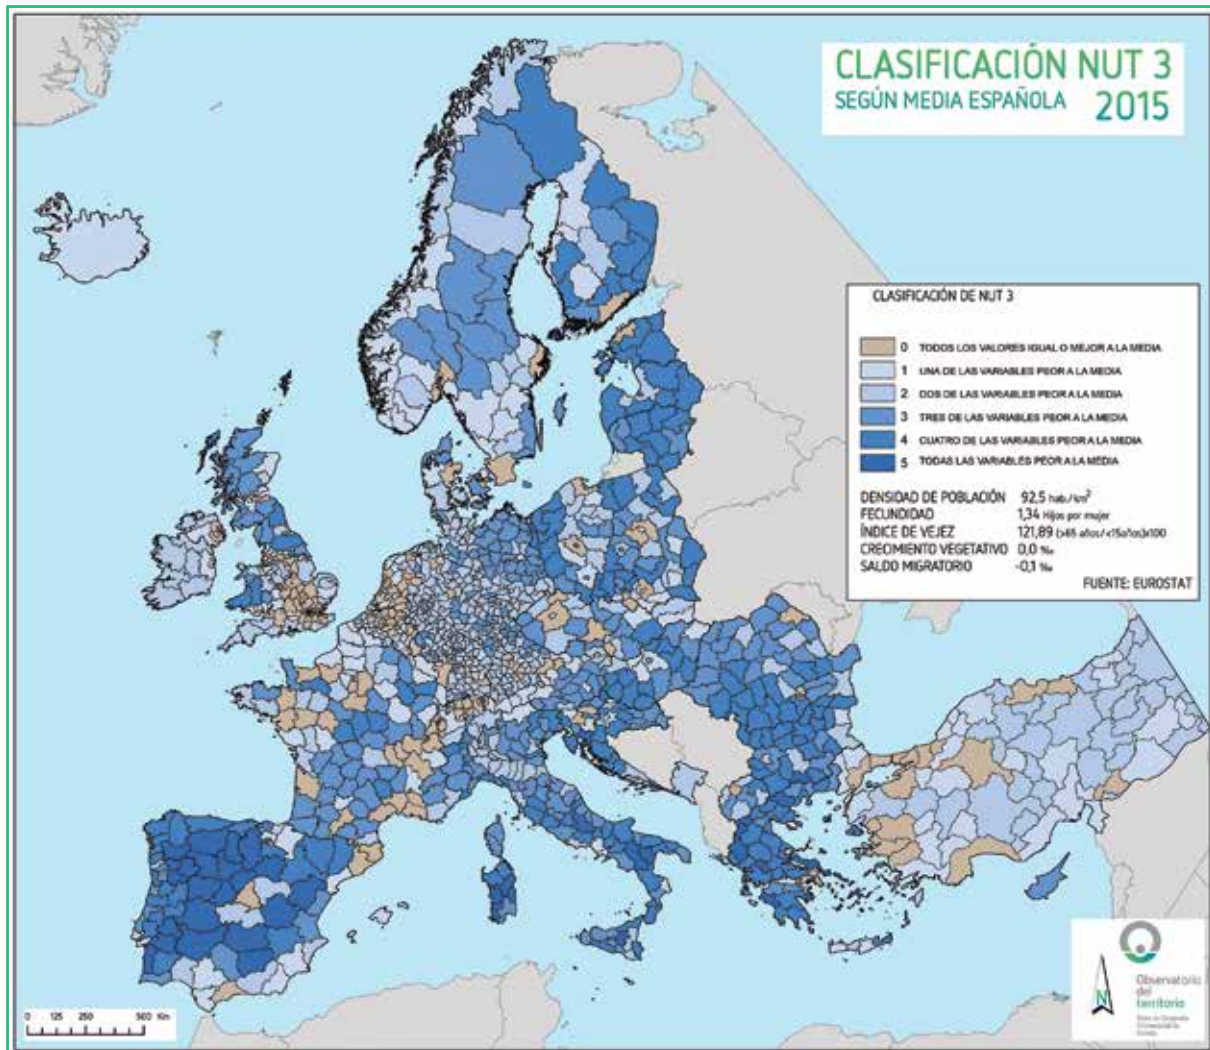 CLASIFICACIÓN NUT 3
SEGÚN MEDIA ESPAÑOLA 2015
CLASIFICACIÓN DE NUT 3
0 TODOS LOS VALORES IGUAL O MEJOR A LA MEDIA
1 UNA DE LAS VARIABLES PEOR A LA MEDIA
2 DOS DE LAS VARIABLES PEOR A LA MEDIA
3 TRES DE LAS VARIABLES PEOR A LA MEDIA
4 CUATRO DE LAS VARIABLES PEOR A LA MEDIA
5 TODAS LAS VARIABLES PEOR A LA MEDIA
DENSIDAD DE POBLACIÓN 92,5 hab./km²
FECUNDIDAD 1,34 Hijos por mujer
ÍNDICE DE VEJEZ 121,89 (>65 años/<15años)x100
CRECIMIENTO VEGETATIVO 0,0 ‰
SALDO MIGRATORIO -0,1 ‰
FUENTE: EUROSTAT
0 125 250 500 Km
N
Observatorio
del
territorio